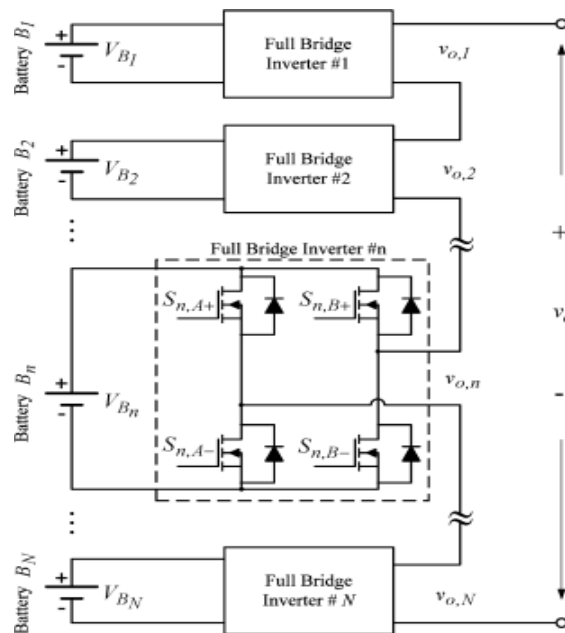 Battery B1
+
-
VB1
Full Bridge
Inverter #1
vo,1
Battery B2
+
-
VB2
Full Bridge
Inverter #2
vo,2
...
Full Bridge Inverter #n
Sn,A+
Sn,B+
+
Battery Bn
+
-
VBn
vo,n
-
Sn,A−
Sn,B−
...
Battery BN
+
-
VBN
Full Bridge
Inverter # N
vo,N